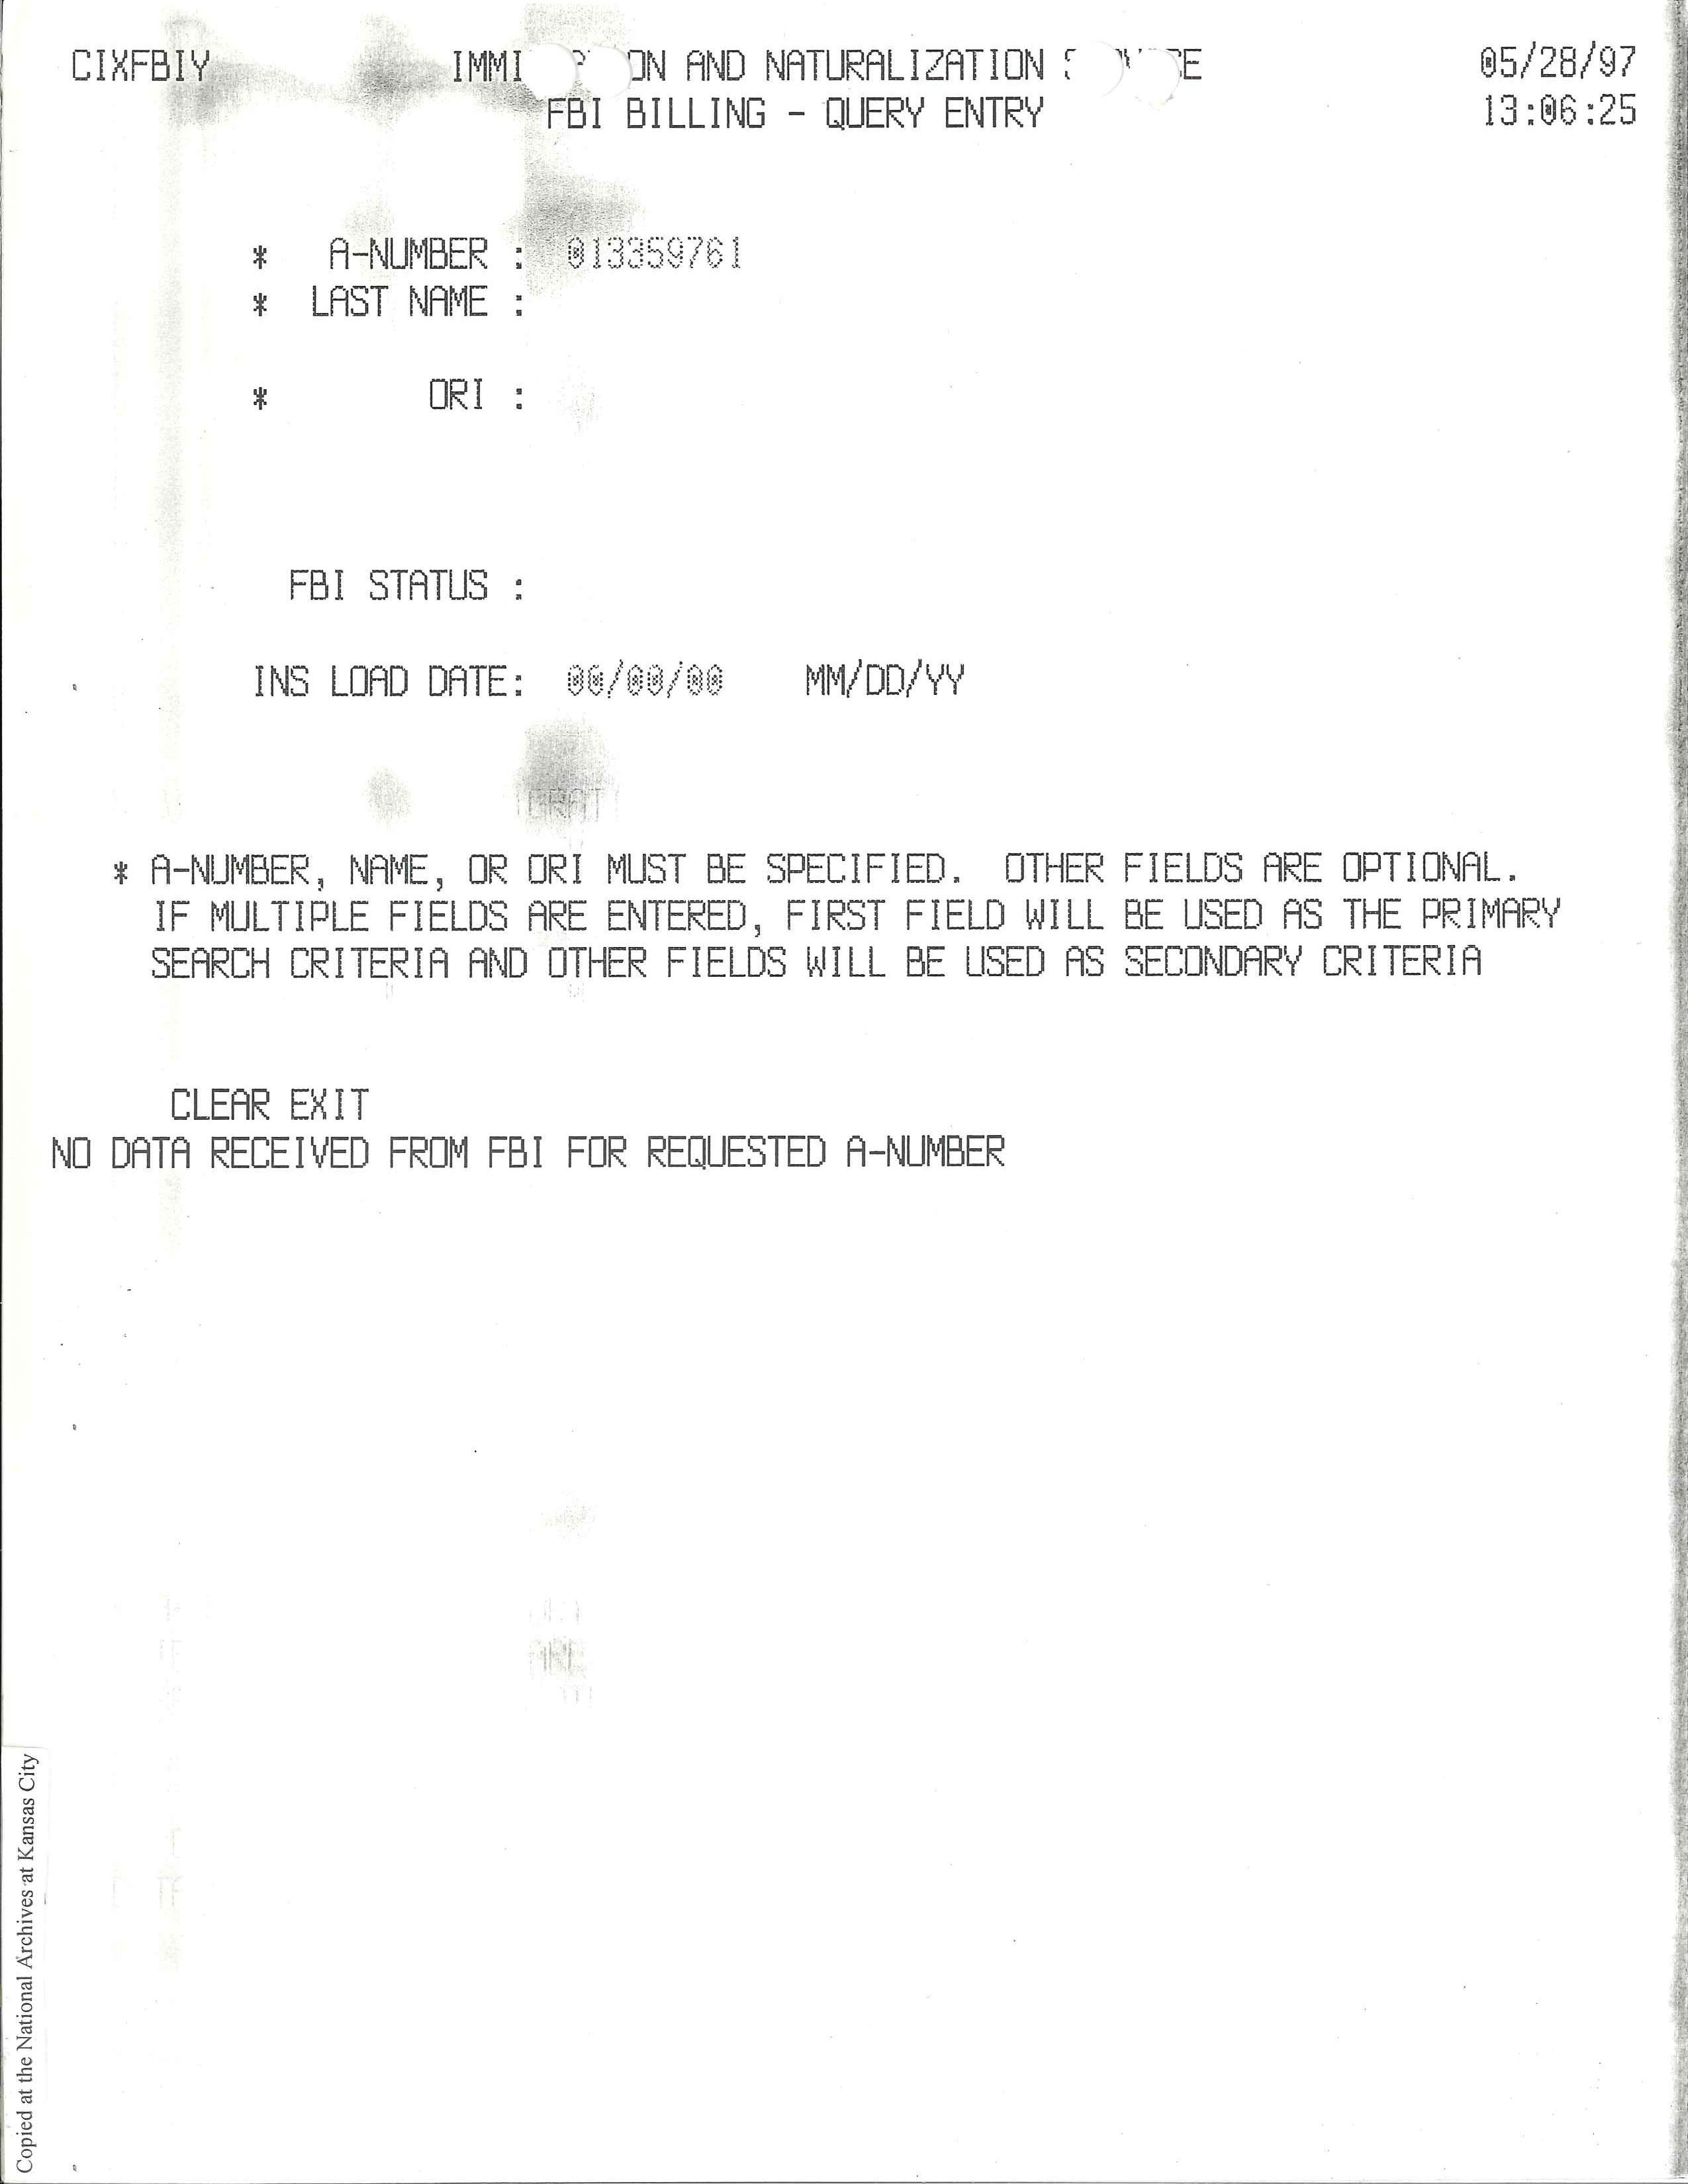 CIXFBIY IMMI ON AND NATURALIZATION 05/28/97
FBI BILLING - QUERY ENTRY 13:06:25
* A-NUMBER : 013359761
* LAST NAME :
* ORI :
FBI STATUS :
INS LOAD DATE: 00/00/00 MM/DD/YY
* A-NUMBER, NAME, OR ORI MUST BE SPECIFIED. OTHER FIELDS ARE OPTIONAL.
IF MULTIPLE FIELDS ARE ENTERED, FIRST FIELD WILL BE USED AS THE PRIMARY
SEARCH CRITERIA AND OTHER FIELDS WILL BE USED AS SECONDARY CRITERIA
CLEAR EXIT
NO DATA RECEIVED FROM FBI FOR REQUESTED A-NUMBER
Copied at the National Archives at Kansas City